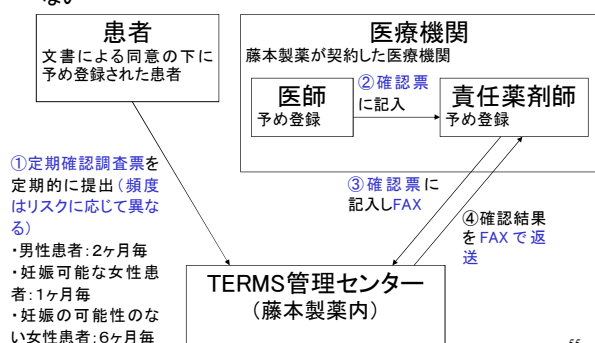 ない
患者
文書による同意の下に
予め登録された患者
医療機関
藤本製薬が契約した医療機関
医師
予め登録
②確認票
に記入
責任薬剤師
予め登録
①定期確認調査票を
定期的に提出(頻度
はリスクに応じて異な
る)
・男性患者:2ヶ月毎
・妊娠可能な女性患
者:1ヶ月毎
・妊娠の可能性のな
い女性患者:6ヶ月毎
③確認票に
記入しFAX
④確認結果
をFAXで返
送
TERMS管理センター
(藤本製薬内)
55